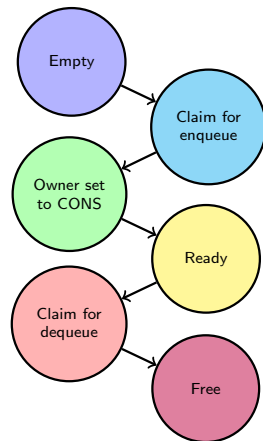 Empty
Claim for
enqueue
Owner set
to CONS
Ready
Claim for
dequeue
Free